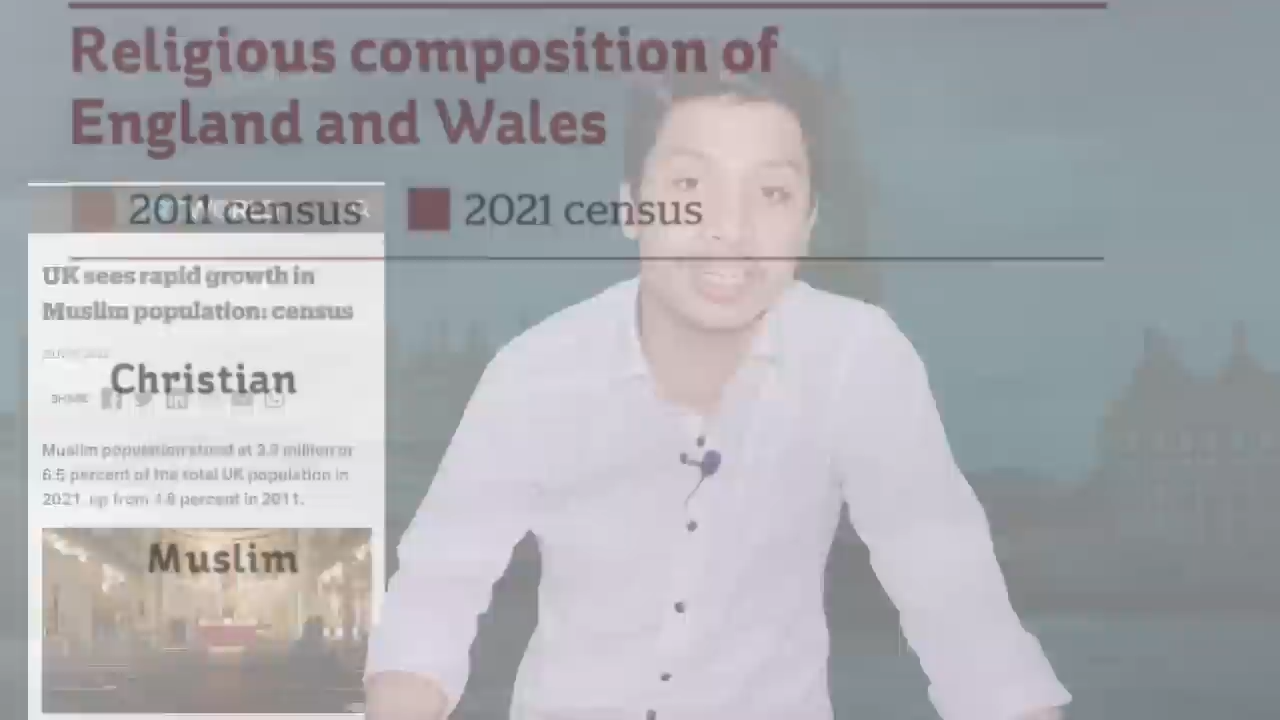 Religious composition of
England and Wales
2011 census 2021 census
UK sees rapid growth in
Muslim population: census
SHARE
Christian
Muslim population stood at 3.9 million or
6.5 percent of the total UK population in
2021, up from 4.8 percent in 2011.
Muslim